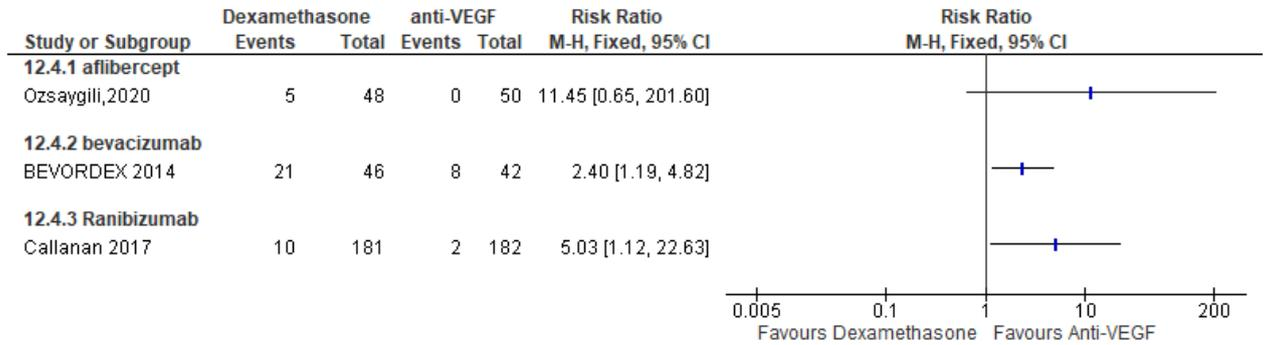 Dexamethasone anti-VEGF Risk Ratio Risk Ratio
Study or Subgroup Events Total Events Total M-H, Fixed, 95% CI M-H, Fixed, 95% CI
12.4.1 aflibercept
Ozsaygili,2020 5 48 0 50 11.45 [0.65, 201.60]
12.4.2 bevacizumab
BEVORDEX 2014 21 46 8 42 2.40 [1.19, 4.82]
12.4.3 Ranibizumab
Callanan 2017 10 181 2 182 5.03 [1.12, 22.63]
0.005 0.1 1 10 200
Favours Dexamethasone Favours Anti-VEGF